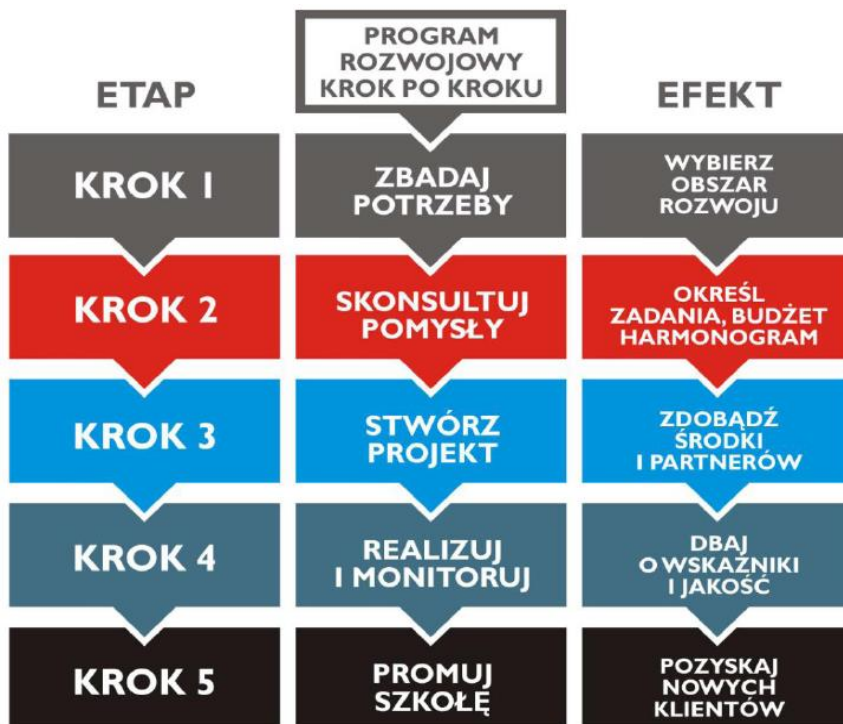 PROGRAM
ROZWOJOWY
KROK PO KROKU
ETAP
EFEKT
KROK 1
ZBADAJ
POTRZEBY
WYBIERZ
OBSZAR
ROZWOJU
KROK 2
SKONSULTUJ
POMYSŁY
OKREŚL
ZADANIA, BUDŻET
HARMONOGRAM
KROK 3
STWÓRZ
PROJEKT
ZDOBĄDŹ
ŚRODKI
I PARTNERÓW
KROK 4
REALIZUJ
I MONITORUJ
DBAJ
O WSKAŹNIKI
I JAKOŚĆ
KROK 5
PROMUJ
SZKOŁĘ
POZYSKAJ
NOWYCH
KLIENTÓW